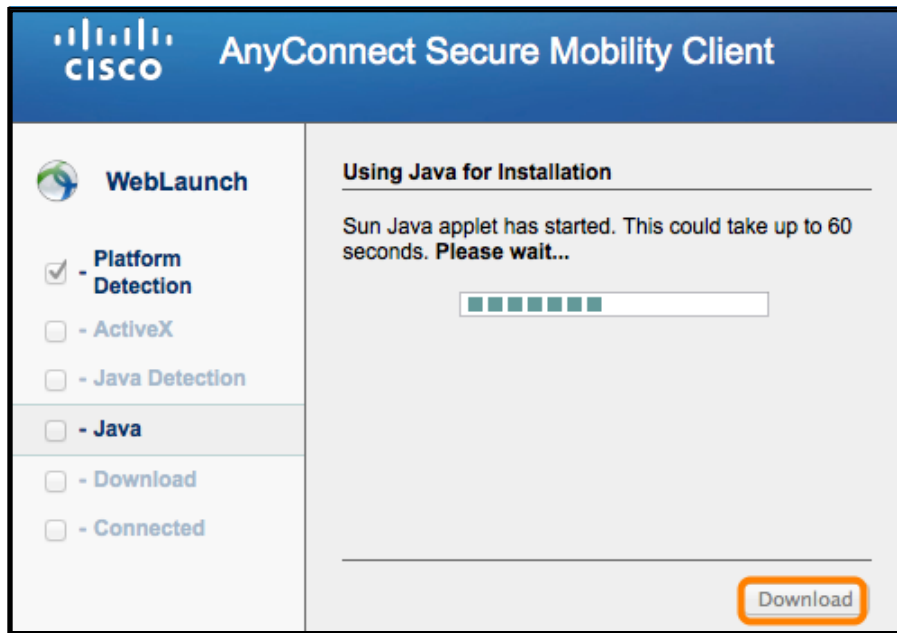 CISCO
AnyConnect Secure Mobility Client
WebLaunch
- Platform
Detection
- ActiveX
- Java Detection
- Java
- Download
- Connected
Using Java for Installation
Sun Java applet has started. This could take up to 60
seconds. Please wait...
Download